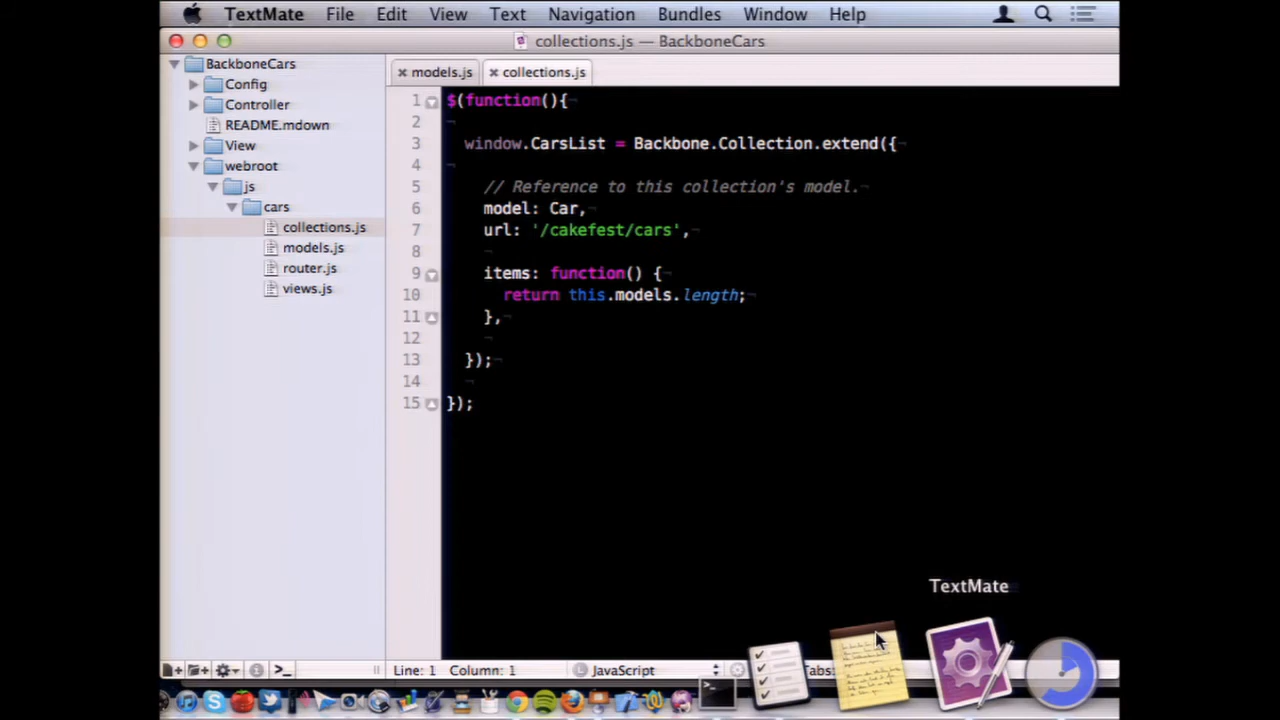 TextMate File Edit View Text Navigation Bundles Window Help
collections.js — BackboneCars
BackboneCars
Config
Controller
README.mdown
View
webroot
js
cars
collections.js
models.js
router.js
views.js
models.js collections.js
1 $(function(){
2
3 window.CarsList = Backbone.Collection.extend({
4
5 // Reference to this collection's model.
6 model: Car,
7 url: '/cakefest/cars',
8
9 items: function() {
10 return this.models.length;
11 },
12
13 });
14
15 });
TextMate
Line: 1 Column: 1 JavaScript Tabs: